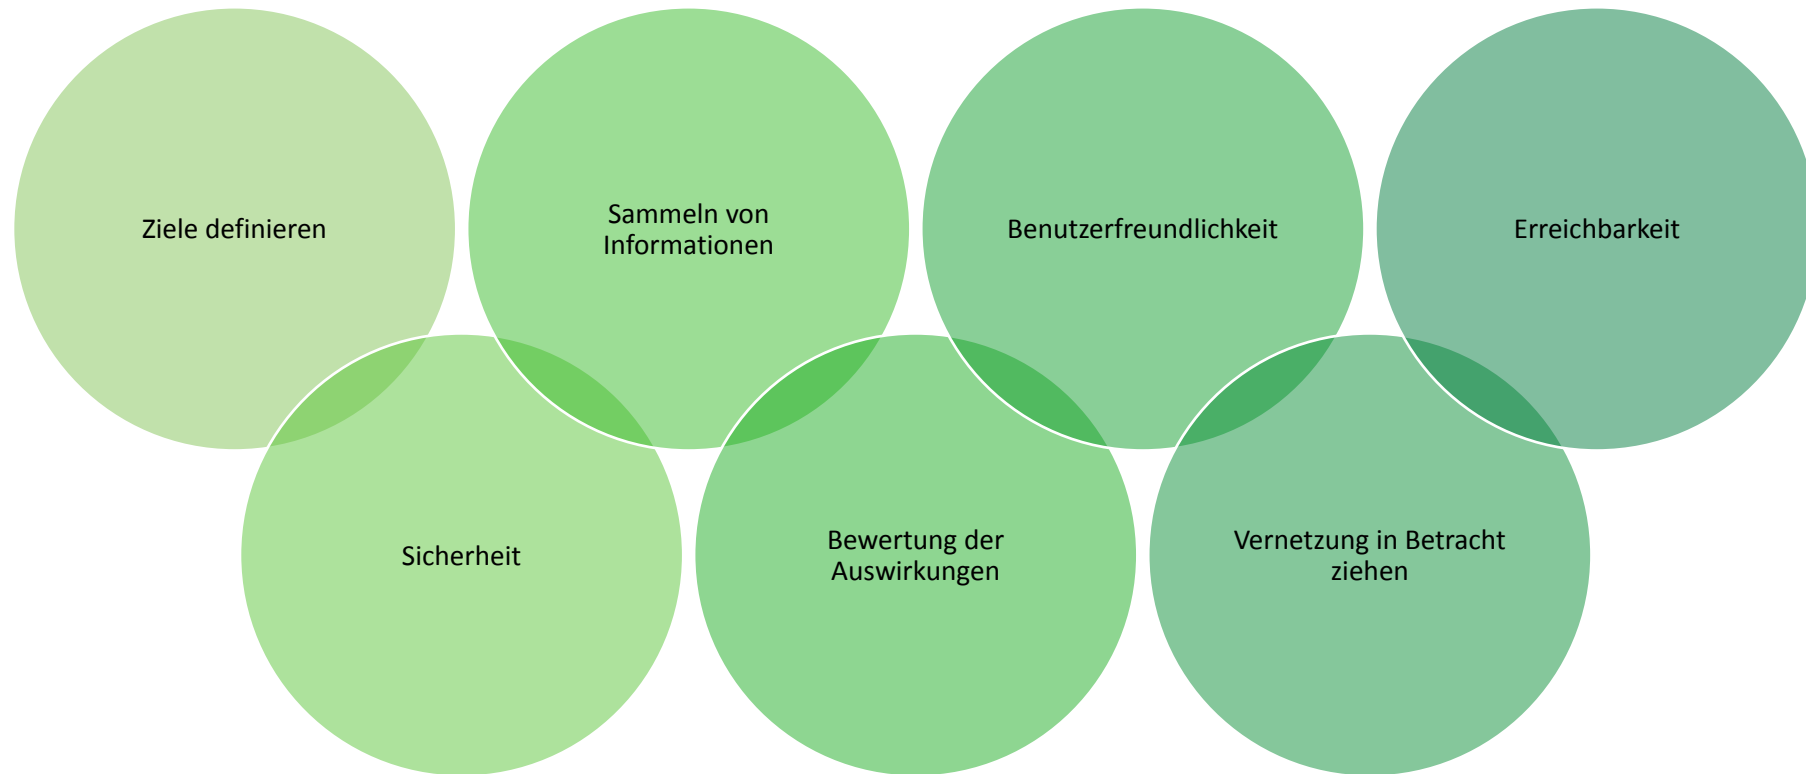 Ziele definieren
Sammeln von
Informationen
Benutzerfreundlichkeit
Erreichbarkeit
Sicherheit
Bewertung der
Auswirkungen
Vernetzung in Betracht
ziehen